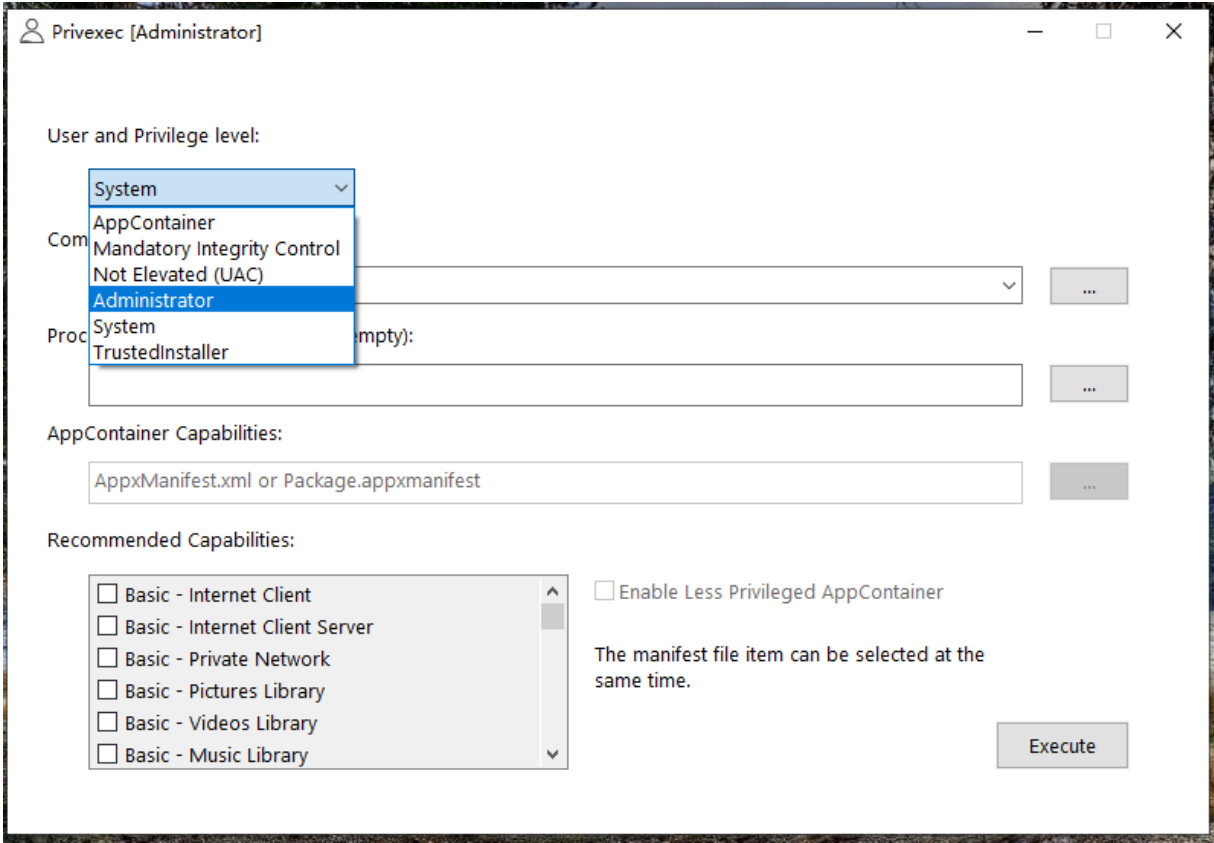 Privexec [Administrator]
User and Privilege level:
System
AppContainer
Mandatory Integrity Control
Not Elevated (UAC)
Administrator
System
TrustedInstaller
Com
...
Proc
mpty):
...
AppContainer Capabilities:
AppxManifest.xml or Package.appxmanifest
...
Recommended Capabilities:
Basic - Internet Client
Basic - Internet Client Server
Basic - Private Network
Basic - Pictures Library
Basic - Videos Library
Basic - Music Library
Enable Less Privileged AppContainer
The manifest file item can be selected at the
same time.
Execute